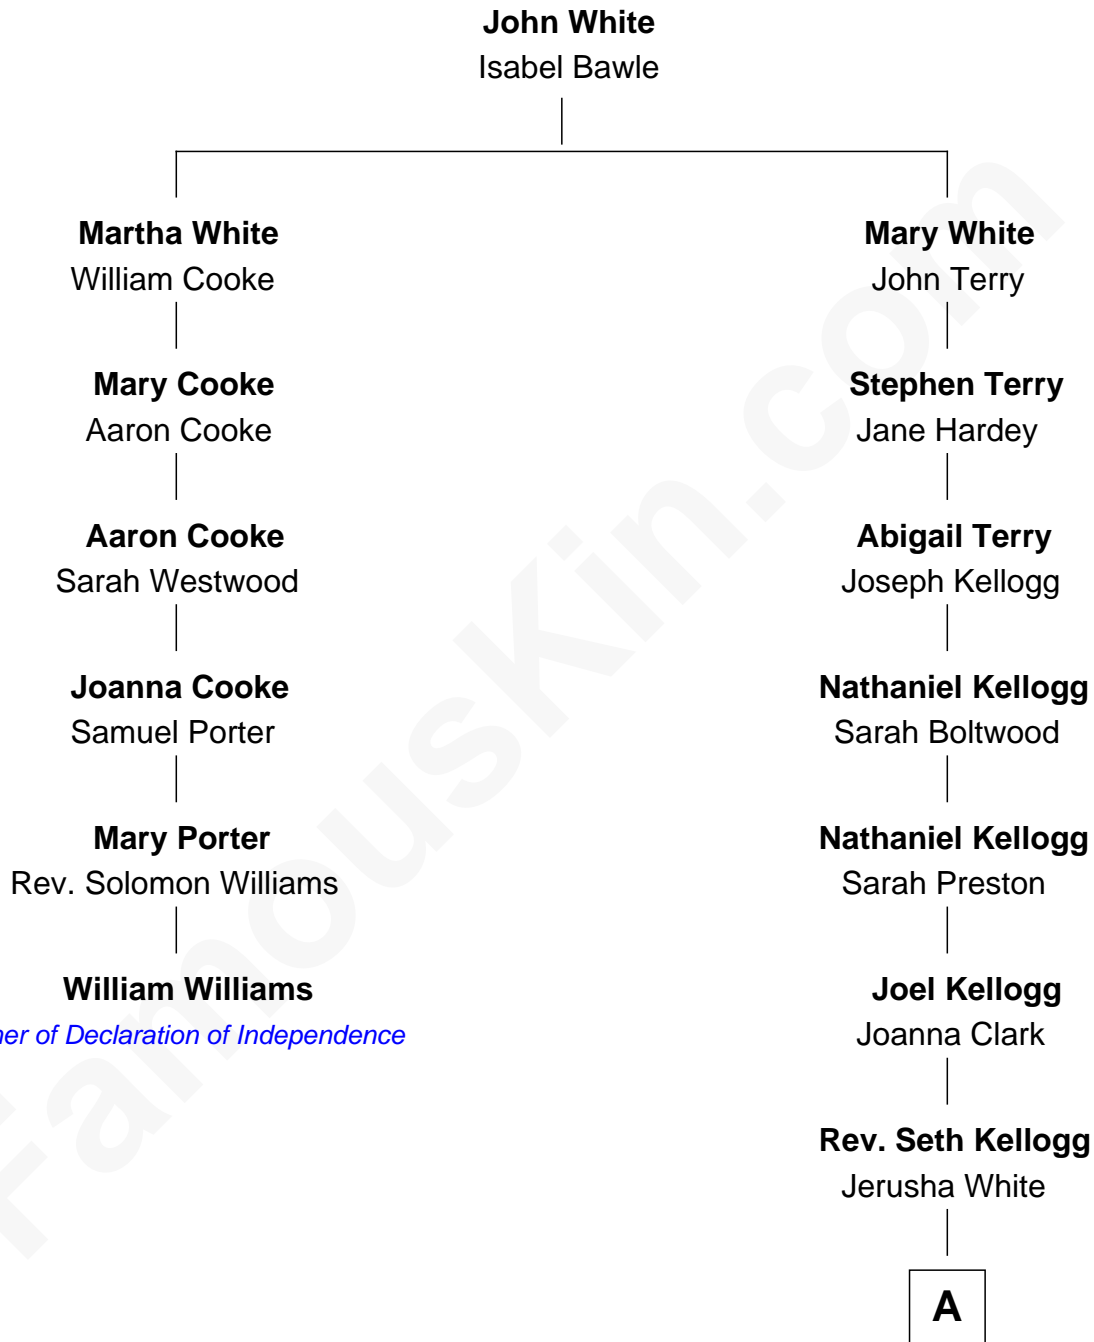 John White
Isabel Bawle
Martha White
William Cooke
Mary Cooke
Aaron Cooke
Aaron Cooke
Sarah Westwood
Joanna Cooke
Samuel Porter
Mary Porter
Rev. Solomon Williams
William Williams
of Declaration of Independence
Mary White
John Terry
Stephen Terry
Jane Hardey
Abigail Terry
Joseph Kellogg
Nathaniel Kellogg
Sarah Boltwood
Nathaniel Kellogg
Sarah Preston
Joel Kellogg
Joanna Clark
Rev. Seth Kellogg
Jerusha White
A
FamousKin.com